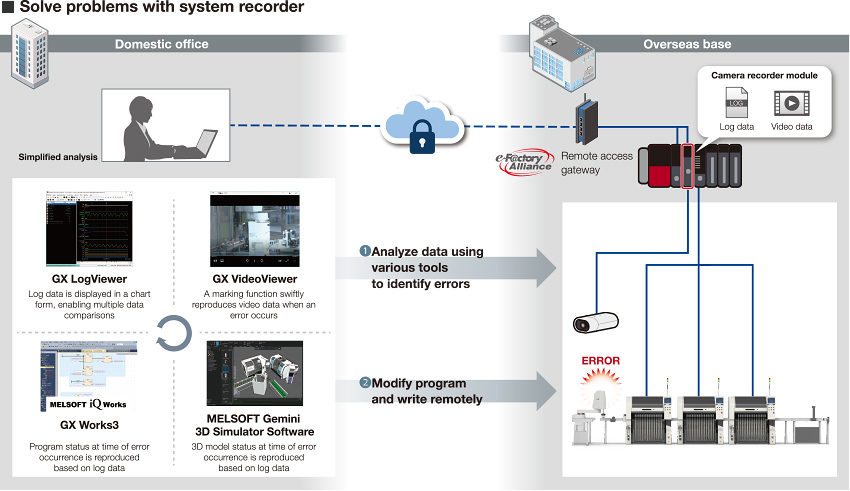 Solve problems with system recorder
Domestic office
Overseas base
Camera recorder module
LOG
Log data
Video data
Simplified analysis
e-F@ctory
Alliance
Remote access
gateway
GX LogViewer
Log data is displayed in a chart
form, enabling multiple data
comparisons
GX VideoViewer
A marking function swiftly
reproduces video data when an
error occurs
1 Analyze data using
various tools
to identify errors
MELSOFT iQ Works
GX Works3
Program status at time of error
occurrence is reproduced
based on log data
MELSOFT Gemini
3D Simulator Software
3D model status at time of error
occurrence is reproduced
based on log data
2 Modify program
and write remotely
ERROR